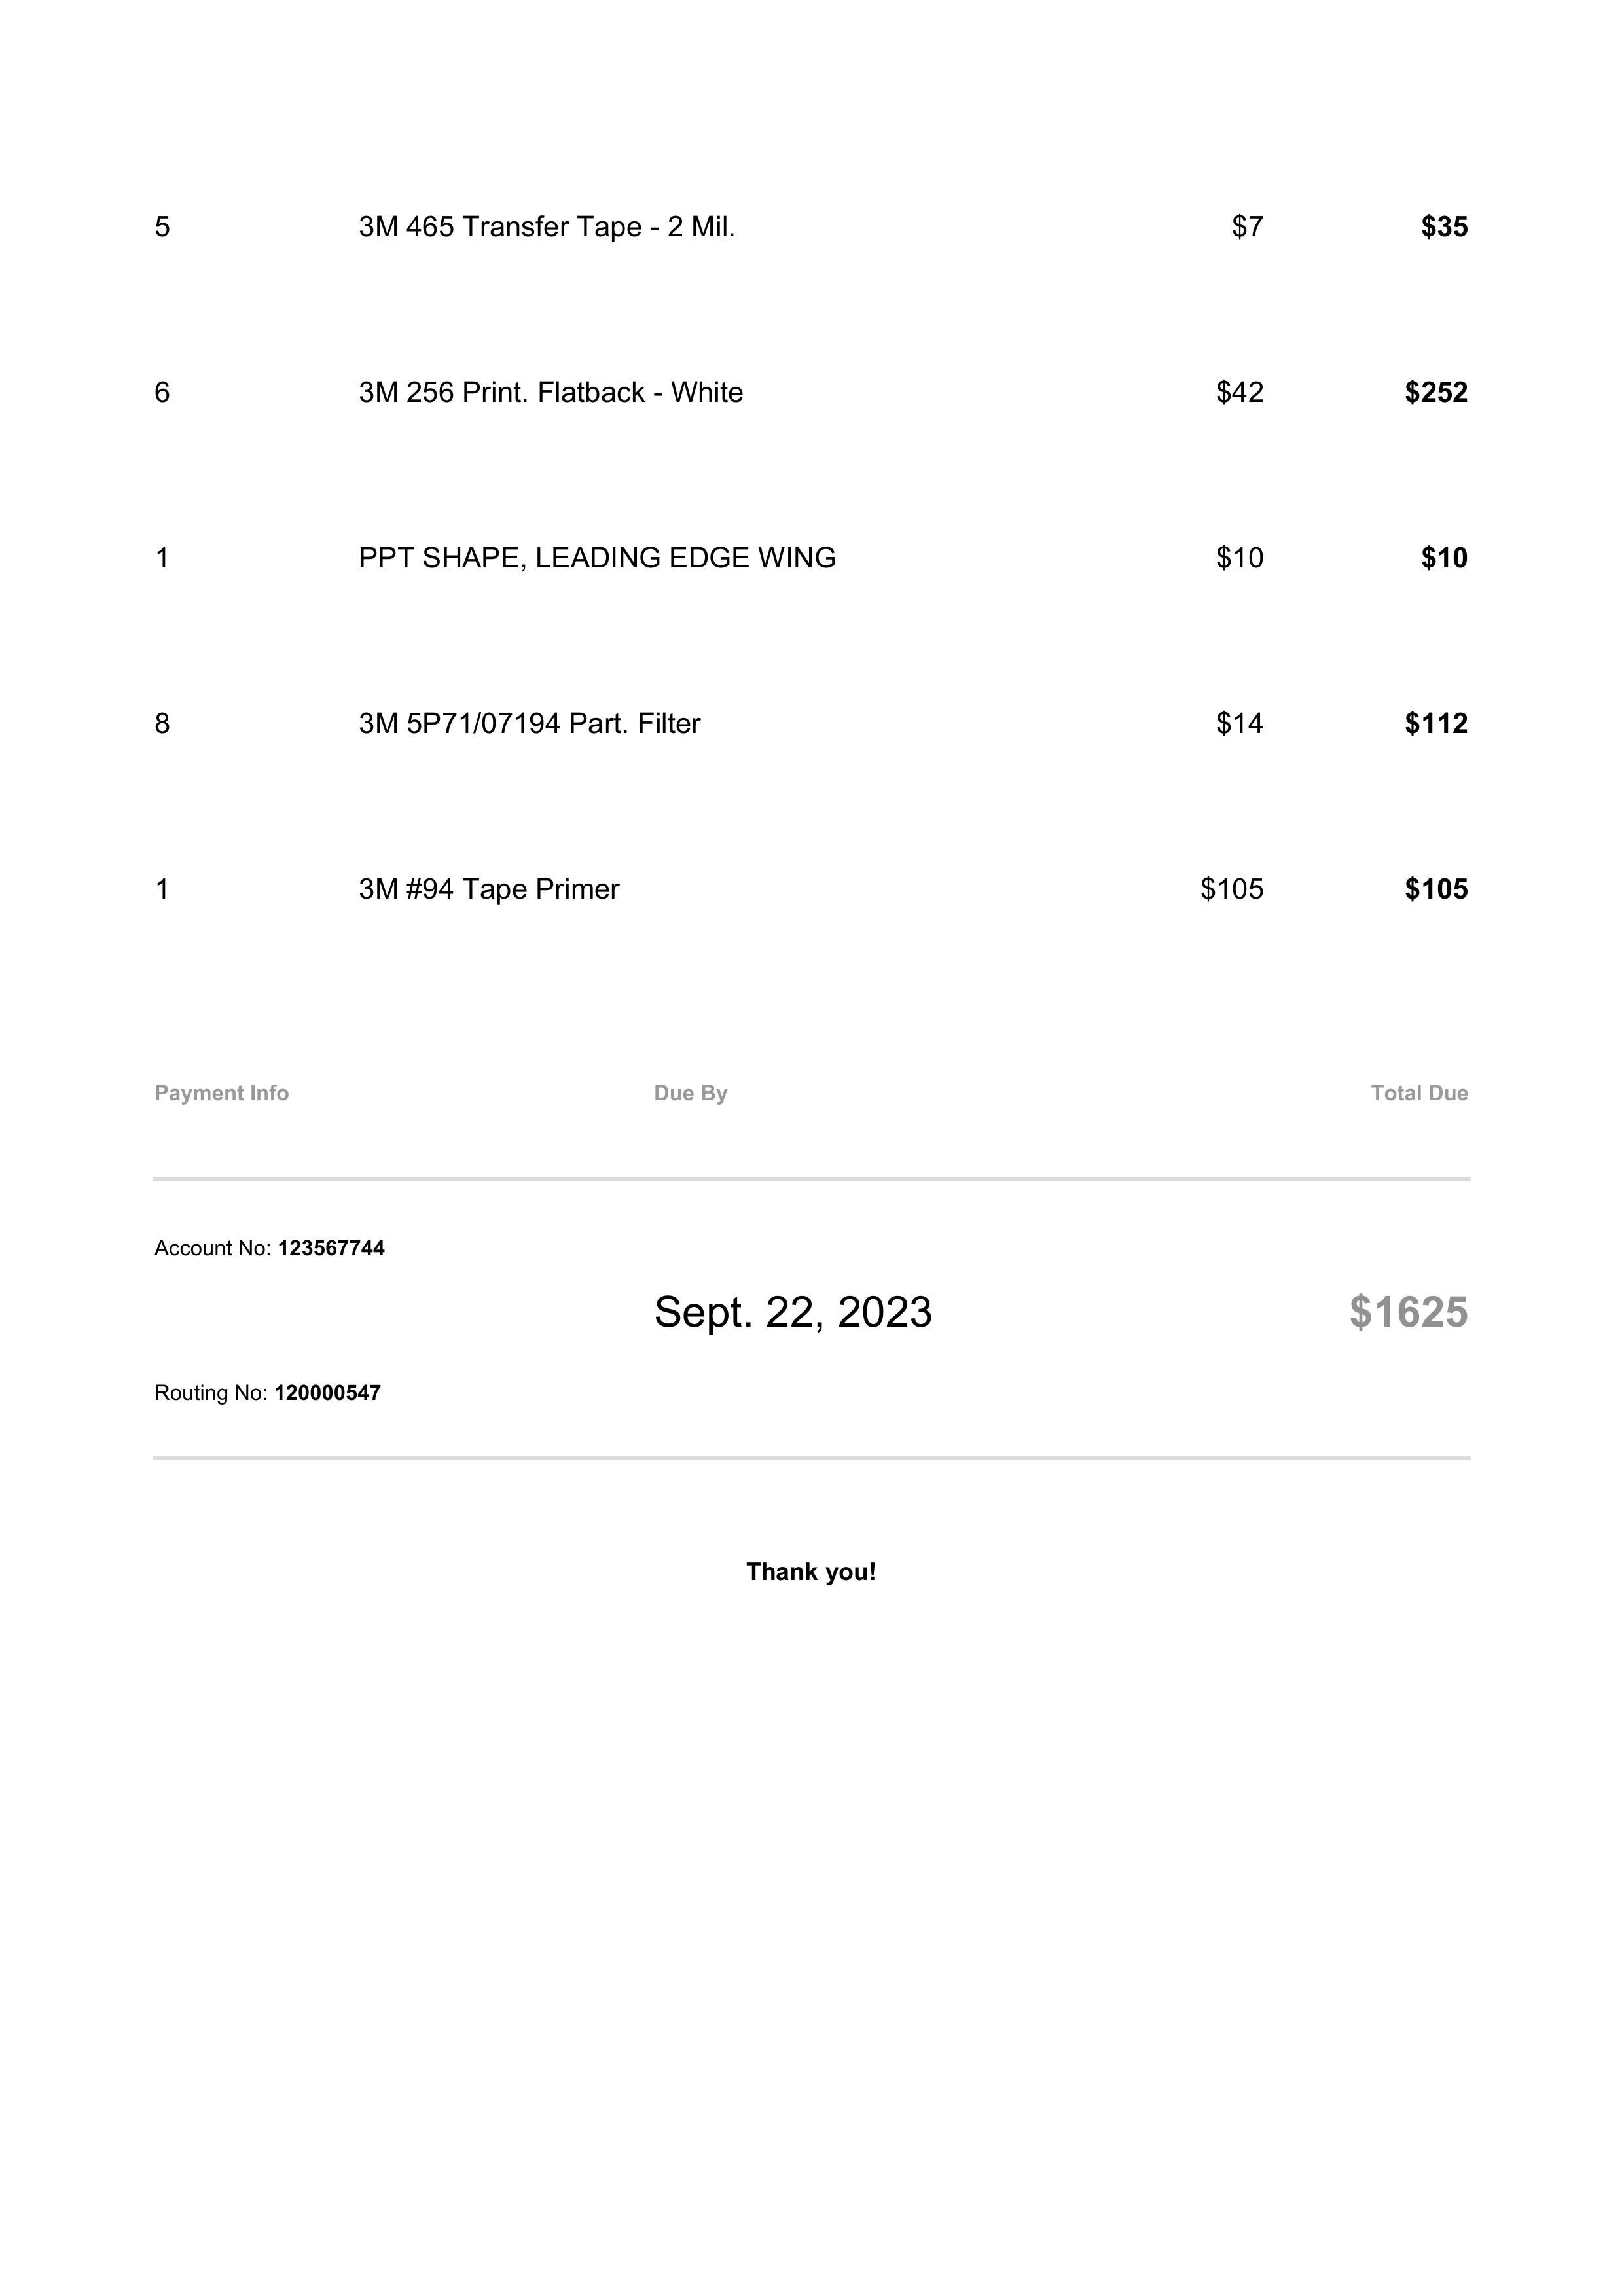 5 3M 465 Transfer Tape - 2 Mil. $7 $35
6 3M 256 Print. Flatback - White $42 $252
1 PPT SHAPE, LEADING EDGE WING $10 $10
8 3M 5P71/07194 Part. Filter $14 $112
1 3M #94 Tape Primer $105 $105
Payment Info Due By Total Due
Account No: 123567744
Sept. 22, 2023 $1625
Routing No: 120000547
Thank you!